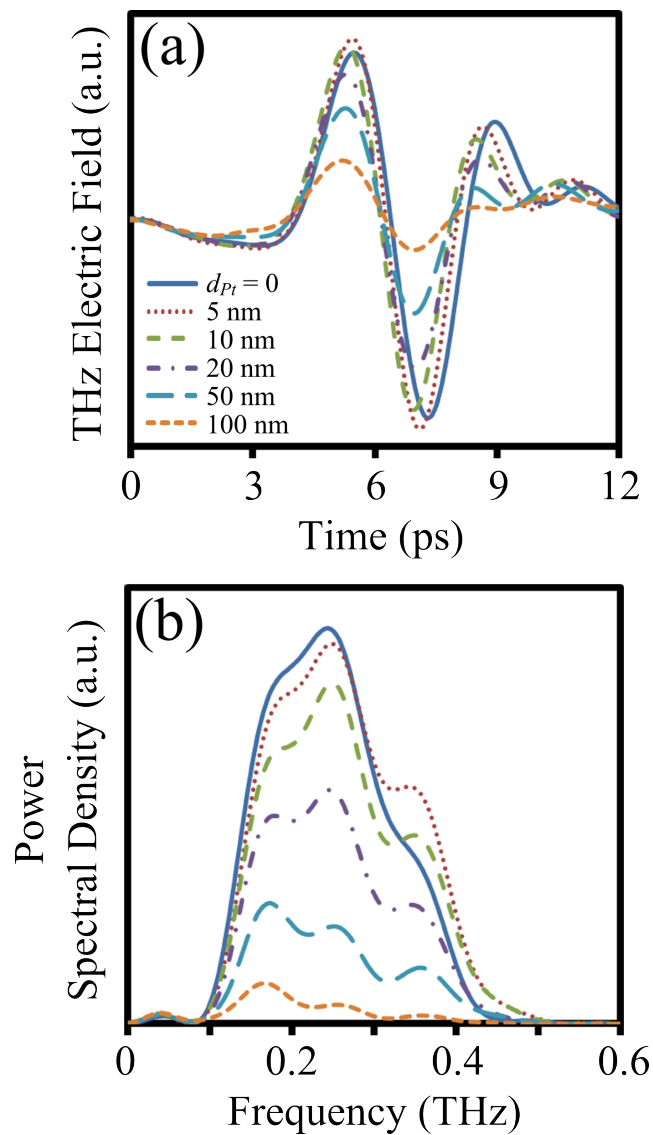 (a)
THz Electric Field (a.u.)
d_Pt = 0
5 nm
10 nm
20 nm
50 nm
100 nm
0 3 6 9 12
Time (ps)
(b)
Power
Spectral Density (a.u.)
0 0.2 0.4 0.6
Frequency (THz)